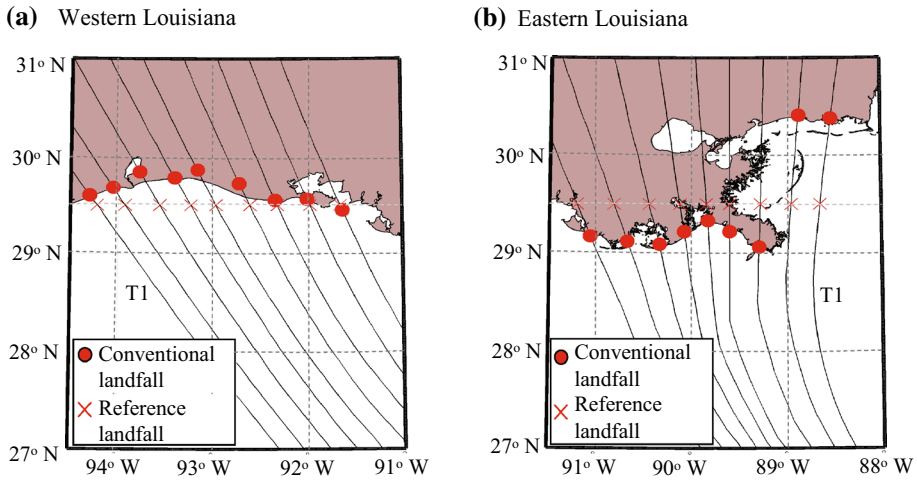 (a) Western Louisiana
31° N
30° N
29° N
28° N
27° N
94° W
93° W
92° W
91° W
T1
Conventional
landfall
Reference
landfall
(b) Eastern Louisiana
31° N
30° N
29° N
28° N
27° N
91° W
90° W
88° W
88° W
T1
Conventional
landfall
Reference
landfall